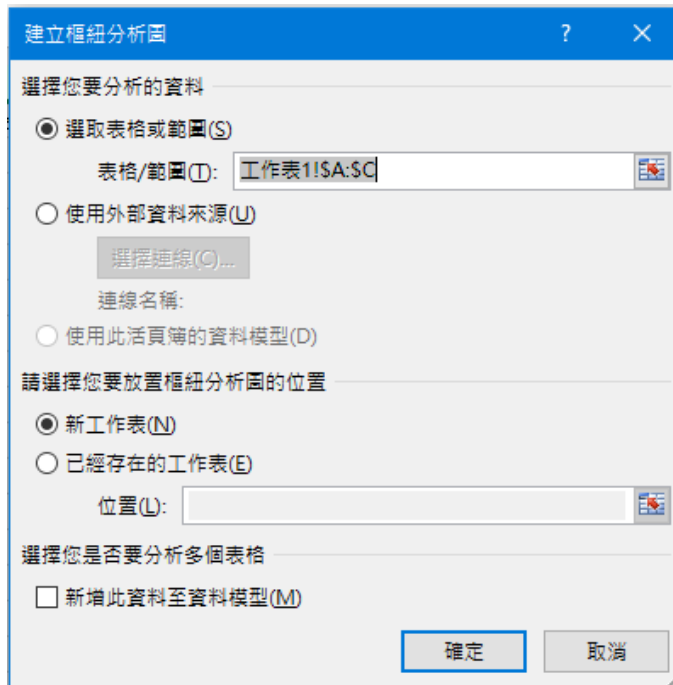 建立樞紐分析圖 ?
選擇您要分析的資料
選取表格或範圍(S)
表格/範圍(T): 工作表1!$A:$C
使用外部資料來源(U)
選擇連線(C)...
連線名稱:
使用此活頁簿的資料模型(D)
請選擇您要放置樞紐分析圖的位置
新工作表(N)
已經存在的工作表(E)
位置(L):
選擇您是否要分析多個表格
新增此資料至資料模型(M)
確定 取消